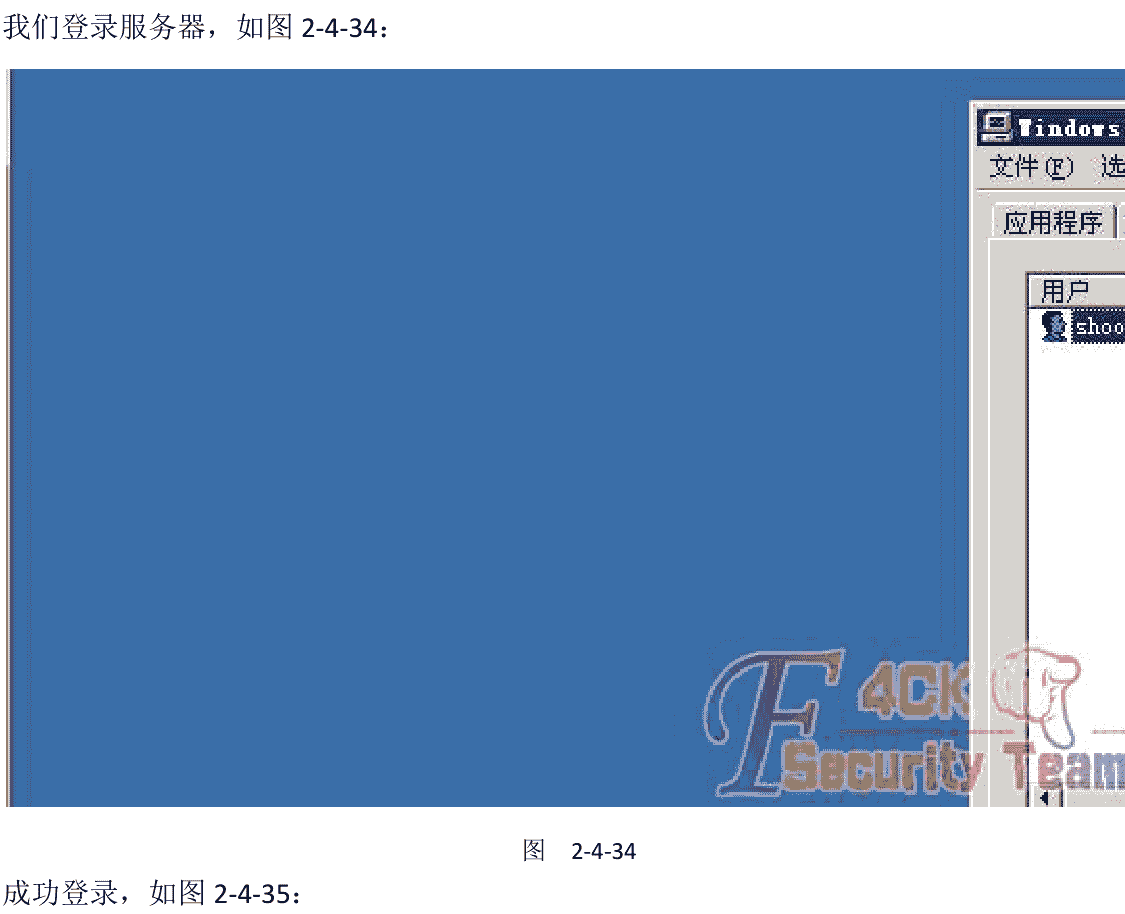 我们登录服务器，如图 2-4-34：
Windows
文件(F) 选
应用程序
用户
shoo
F4CK
Security Team
图 2-4-34
成功登录，如图 2-4-35：